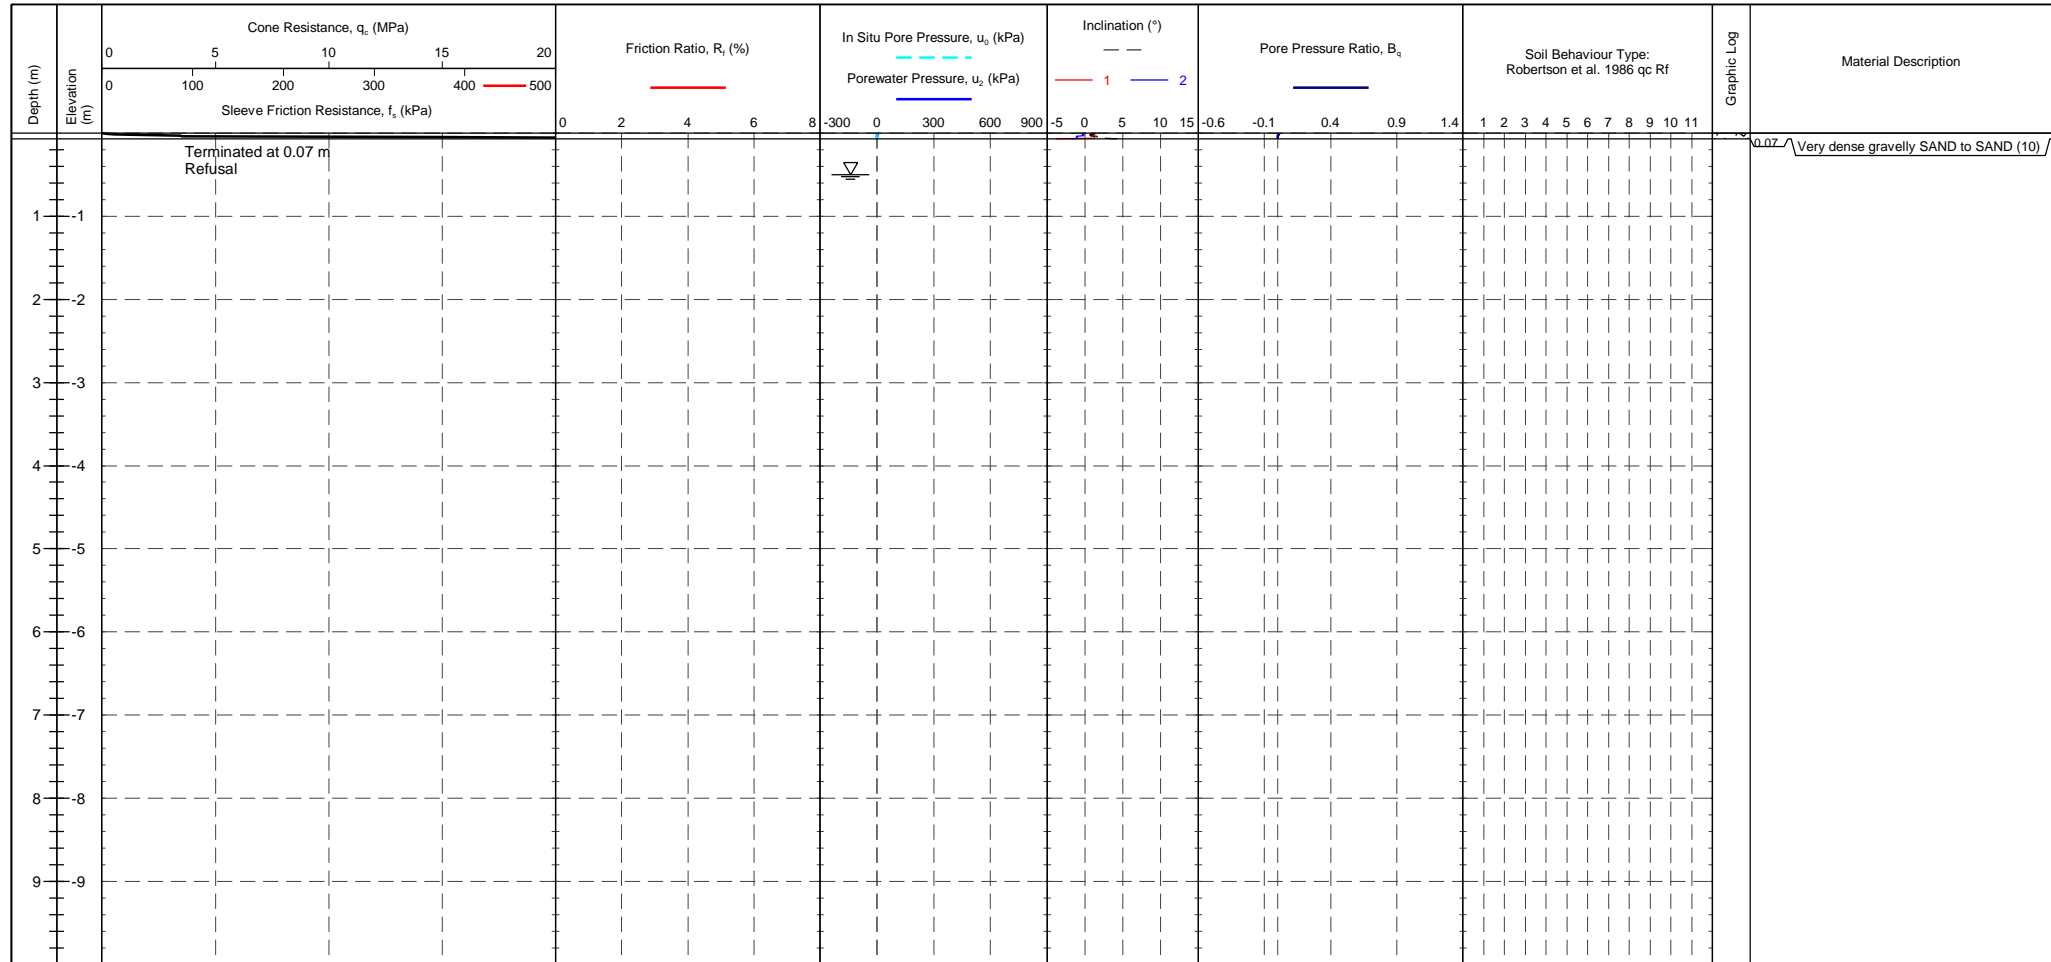 Depth (m)
Elevation (m)
Cone Resistance, qc (MPa)
0 5 10 15 20
100 200 300 400 500
Sleeve Friction Resistance, fs (kPa)
Friction Ratio, Rf (%)
0 2 4 6 8
In Situ Pore Pressure, u0 (kPa)
Porewater Pressure, u2 (kPa)
-300 0 300 600 900
Inclination (°)
1 2
-5 0 5 10 15
Pore Pressure Ratio, Bq
-0.6 -0.1 0.4 0.9 1.4
Soil Behaviour Type:
Robertson et al. 1986 qc Rf
1 2 3 4 5 6 7 8 9 10 11
Graphic Log
Material Description
Terminated at 0.07 m
Refusal
0.07
Very dense gravelly SAND to SAND (10)
1 -1
2 -2
3 -3
4 -4
5 -5
6 -6
7 -7
8 -8
9 -9